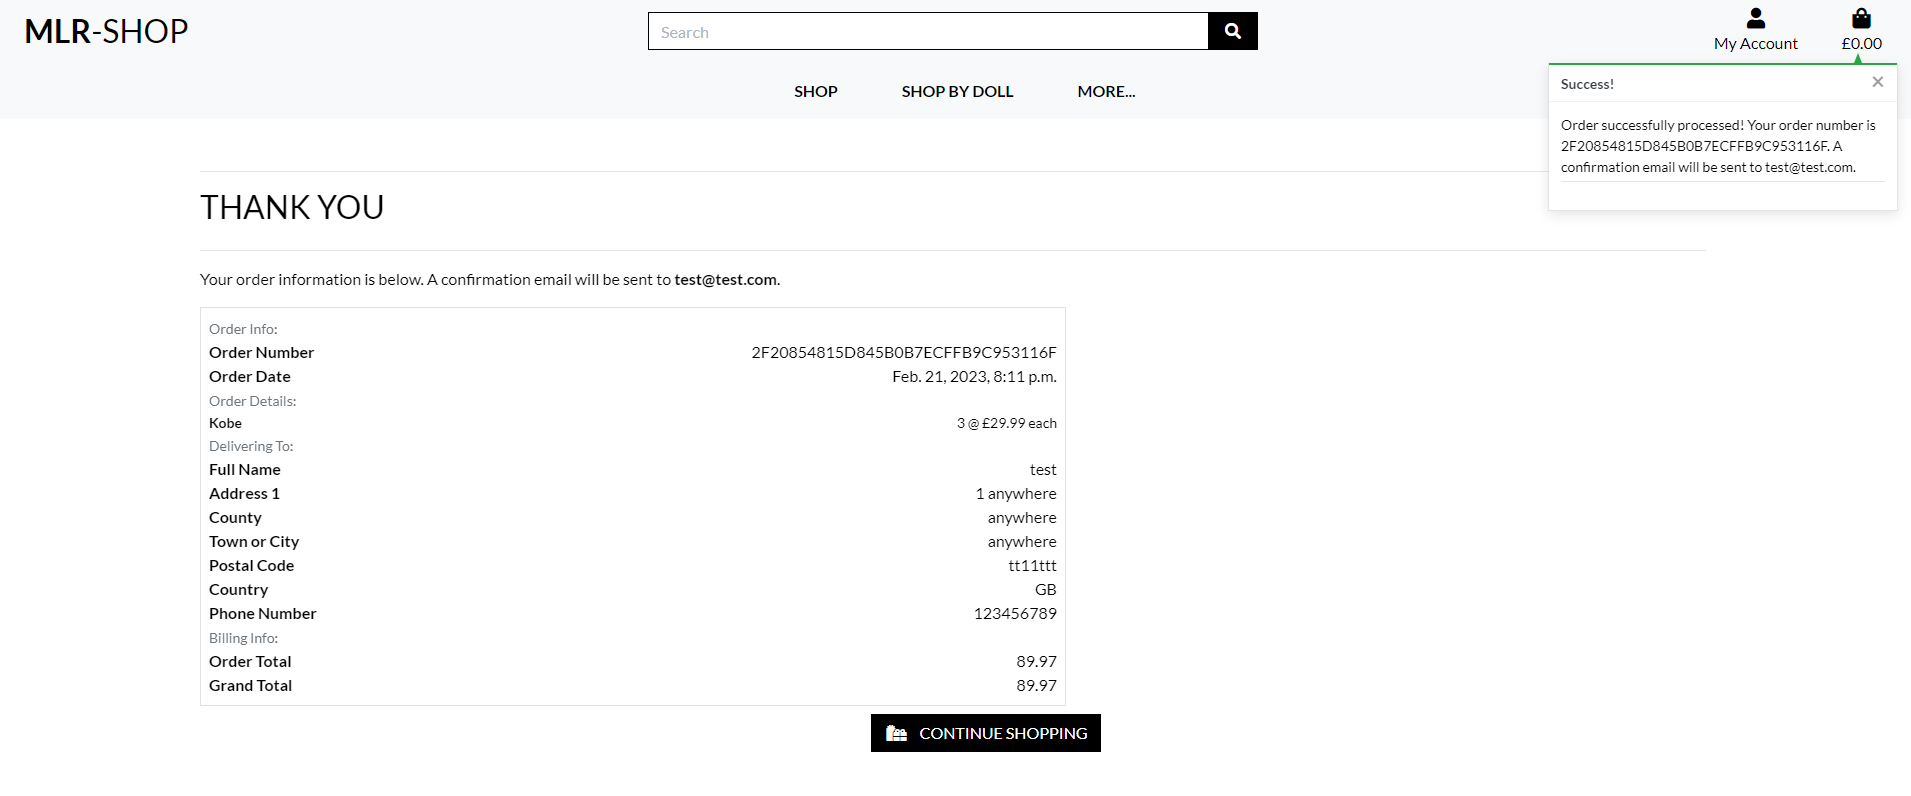 MLR-SHOP
Search
My Account
£0.00
SHOP
SHOP BY DOLL
MORE...
Success!
×
Order successfully processed! Your order number is
2F20854815D845B0B7ECFFB9C953116F. A
confirmation email will be sent to test@test.com.
THANK YOU
Your order information is below. A confirmation email will be sent to test@test.com.
Order Info:
Order Number 2F20854815D845B0B7ECFFB9C953116F
Order Date Feb. 21, 2023, 8:11 p.m.
Order Details:
Kobe 3 @ £29.99 each
Delivering To:
Full Name test
Address 1 1 anywhere
County anywhere
Town or City anywhere
Postal Code tt11ttt
Country GB
Phone Number 123456789
Billing Info:
Order Total 89.97
Grand Total 89.97
CONTINUE SHOPPING